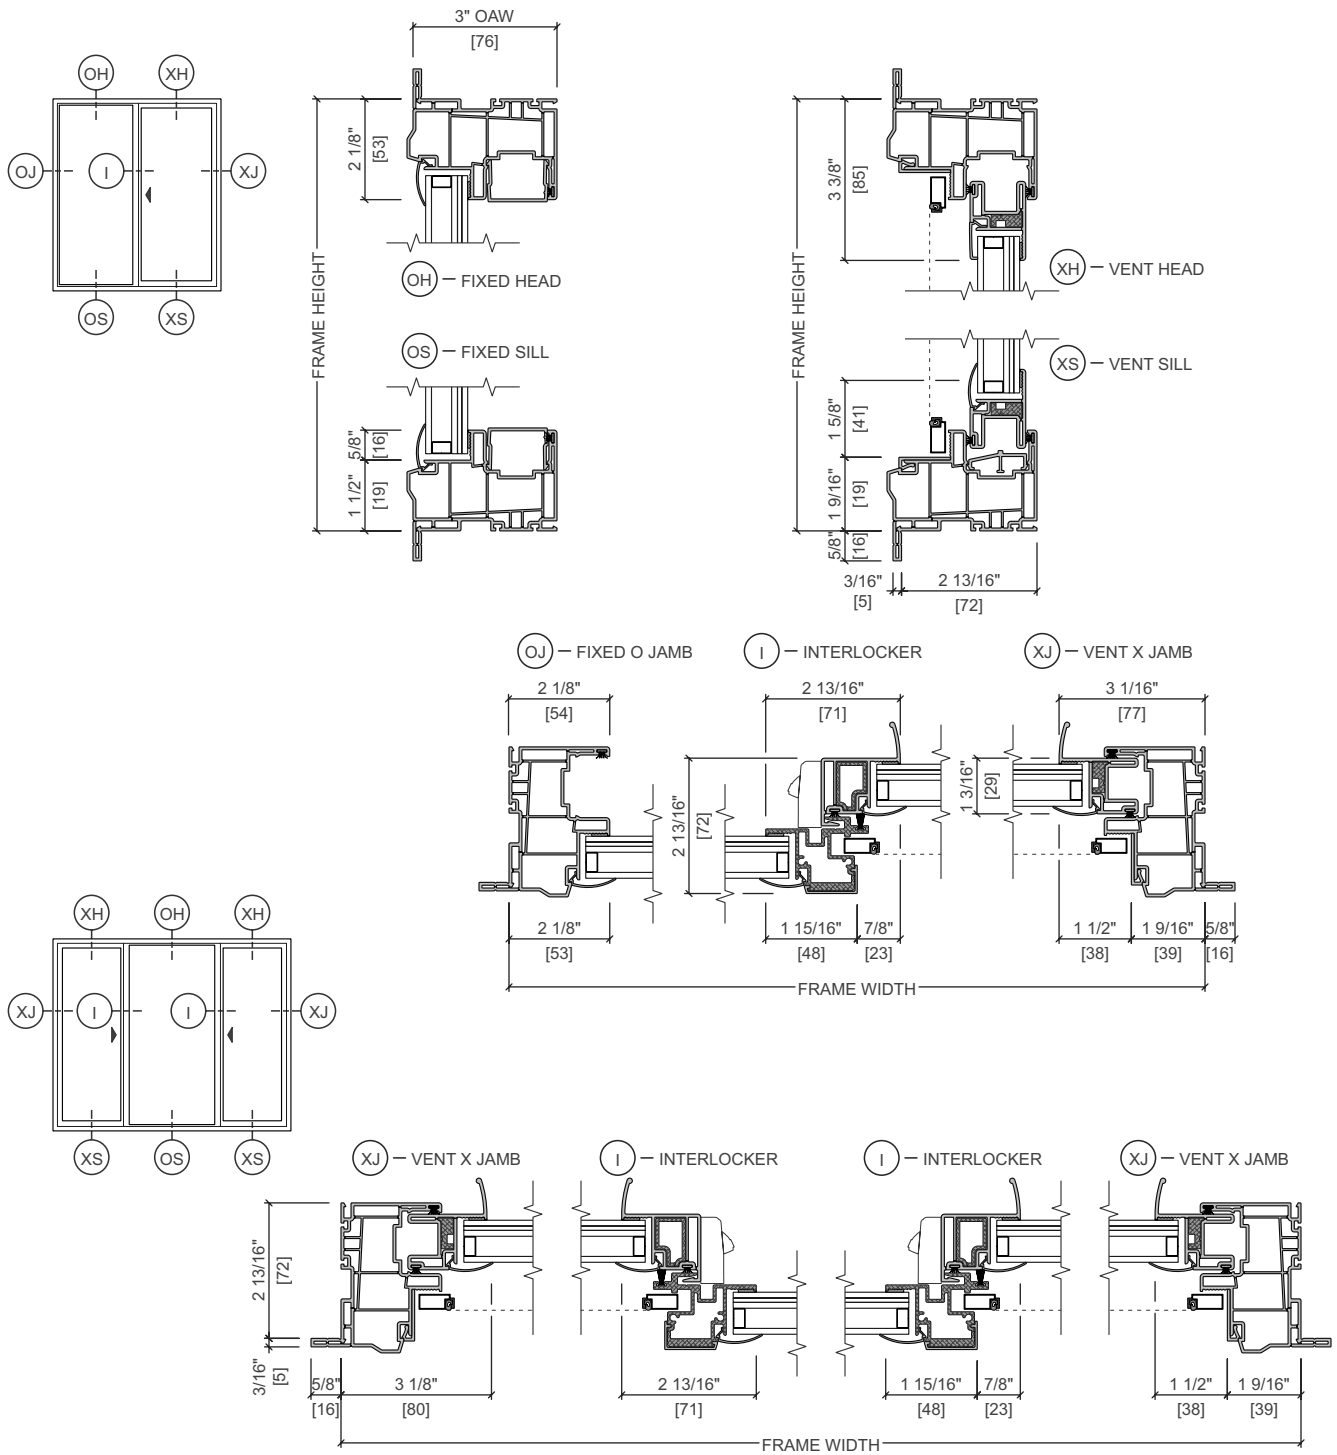 3" OAW
[76]
OH
XH
OJ
I
XJ
OS
XS
2 1/8"
[53]
FRAME HEIGHT
OH – FIXED HEAD
OS – FIXED SILL
5/8"
[16]
1 1/2"
[19]
3 3/8"
[85]
FRAME HEIGHT
XH – VENT HEAD
XS – VENT SILL
1 5/8"
[41]
1 9/16"
[19]
5/8"
[16]
3/16"
[5]
2 13/16"
[72]
OJ – FIXED O JAMB
I – INTERLOCKER
XJ – VENT X JAMB
2 1/8"
[54]
2 13/16"
[71]
3 1/16"
[77]
2 13/16"
[72]
1 3/16"
[29]
2 1/8"
[53]
1 15/16"
[48]
7/8"
[23]
1 1/2"
[38]
1 9/16"
[39]
5/8"
[16]
FRAME WIDTH
XH
OH
XH
XJ
I
I
XJ
XS
OS
XS
XJ – VENT X JAMB
I – INTERLOCKER
I – INTERLOCKER
XJ – VENT X JAMB
2 13/16"
[72]
3/16"
[5]
5/8"
[16]
3 1/8"
[80]
2 13/16"
[71]
1 15/16"
[48]
7/8"
[23]
1 1/2"
[38]
1 9/16"
[39]
FRAME WIDTH